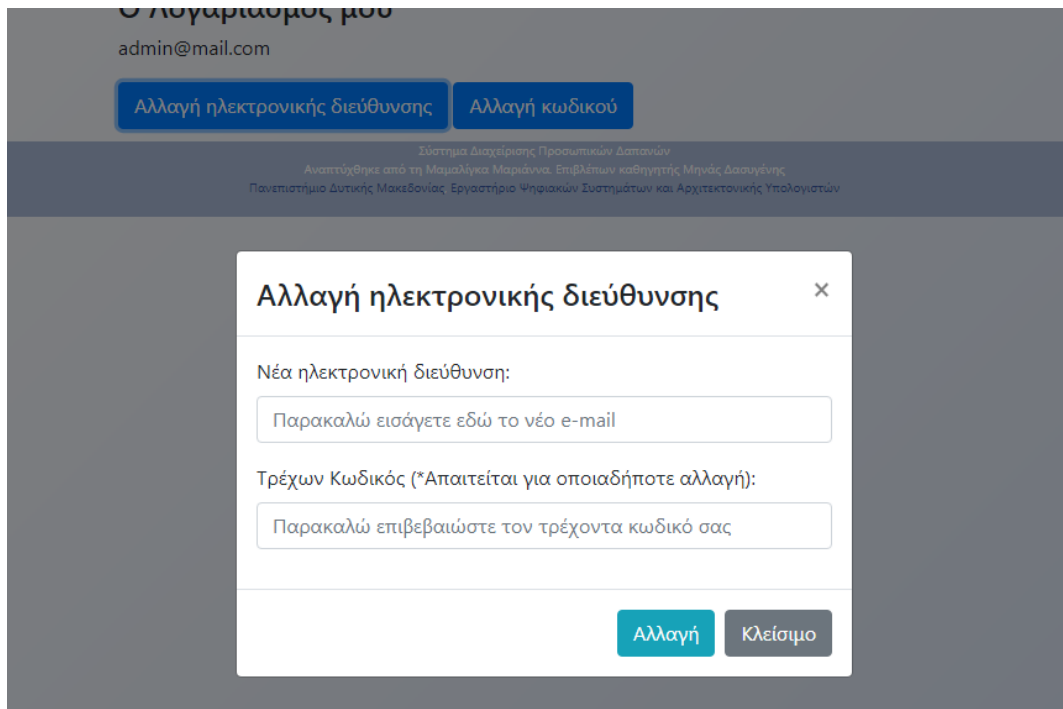 Ο Λογαριασμός μου
admin@mail.com
Αλλαγή ηλεκτρονικής διεύθυνσης Αλλαγή κωδικού
Σύστημα Διαχείρισης Προσωπικών Δαπανών
Αναπτύχθηκε από τη Μαμαλίγκα Μαριάννα. Επιβλέπων καθηγητής Μηνάς Δασυγένης
Πανεπιστήμιο Δυτικής Μακεδονίας Εργαστήριο Ψηφιακών Συστημάτων και Αρχιτεκτονικής Υπολογιστών
Αλλαγή ηλεκτρονικής διεύθυνσης ×
Νέα ηλεκτρονική διεύθυνση:
Παρακαλώ εισάγετε εδώ το νέο e-mail
Τρέχων Κωδικός (*Απαιτείται για οποιαδήποτε αλλαγή):
Παρακαλώ επιβεβαιώστε τον τρέχοντα κωδικό σας
Αλλαγή Κλείσιμο